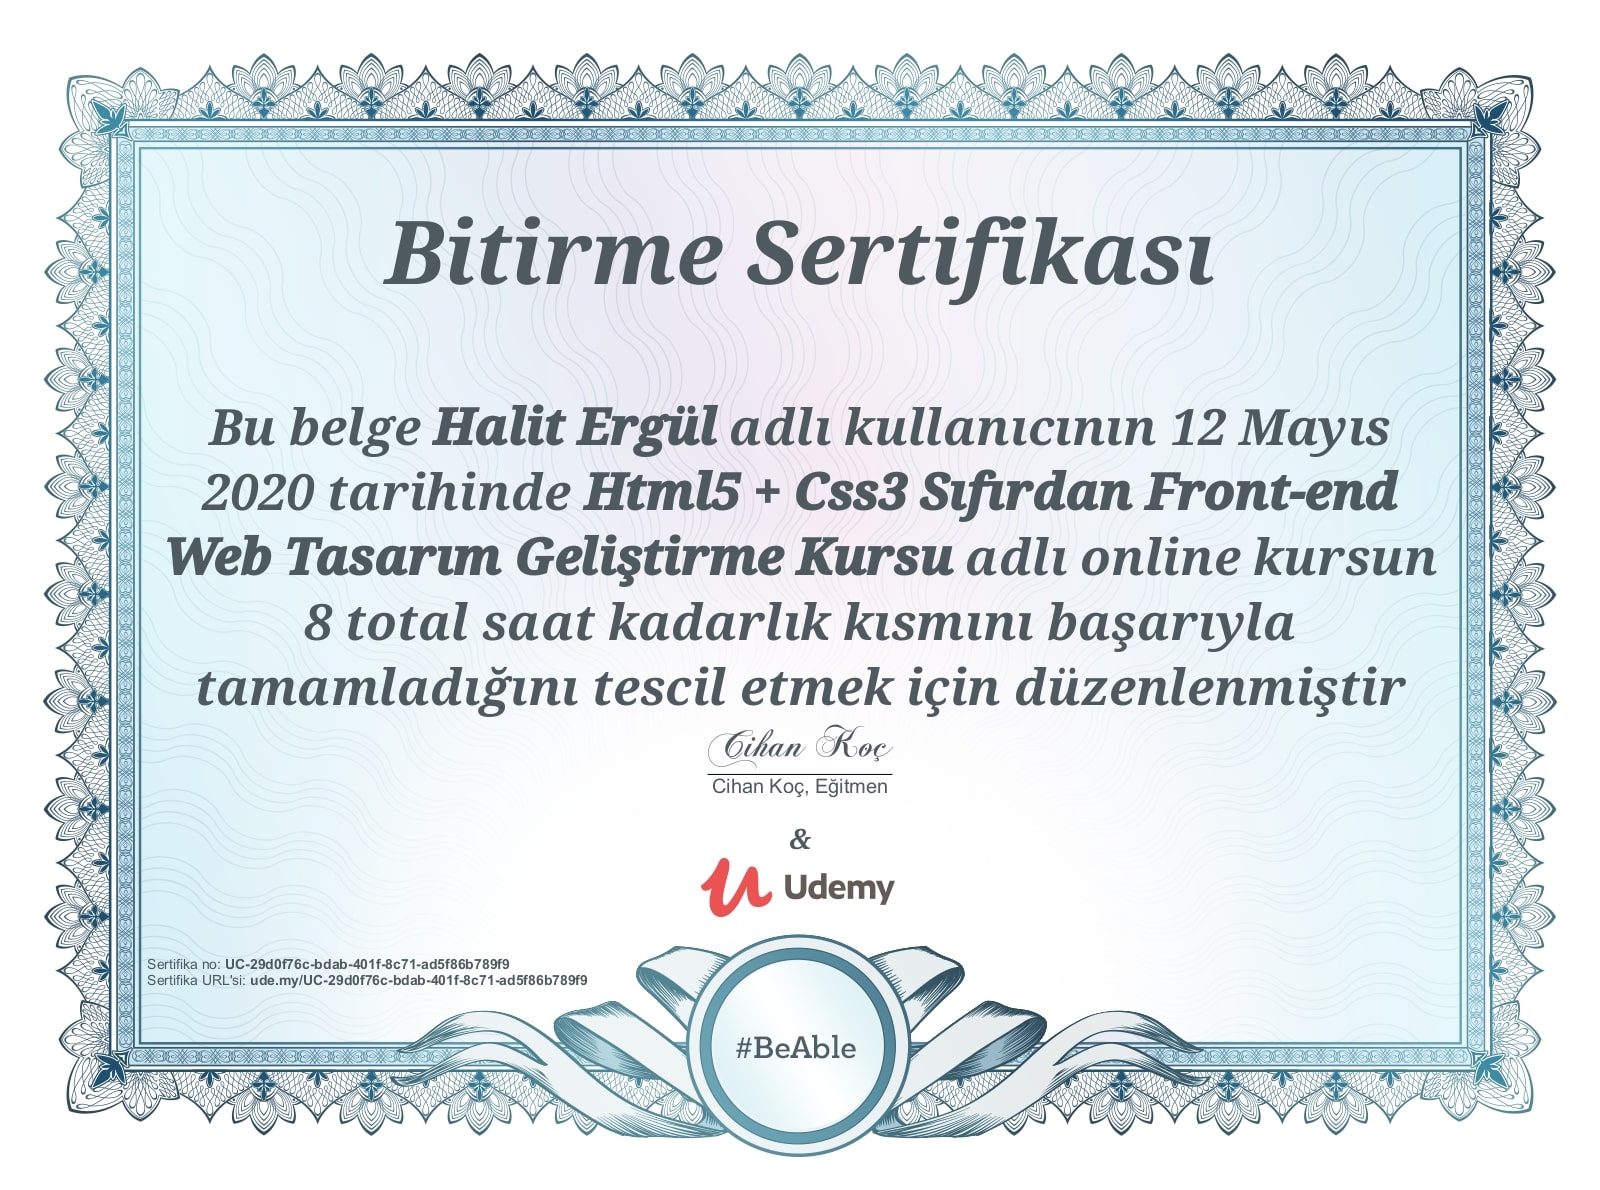 Bitirme Sertifikası
Bu belge Halit Ergül adlı kullanıcının 12 Mayıs
2020 tarihinde Html5 + Css3 Sıfırdan Front-end
Web Tasarım Geliştirme Kursu adlı online kursun
8 total saat kadarlık kısmını başarıyla
tamamladığını tescil etmek için düzenlenmiştir
Cihan Koç
Cihan Koç, Eğitmen
&
Udemy
Sertifika no: UC-29d0f76c-bdab-401f-8c71-ad5f86b789f9
Sertifika URL'si: ude.my/UC-29d0f76c-bdab-401f-8c71-ad5f86b789f9
#BeAble